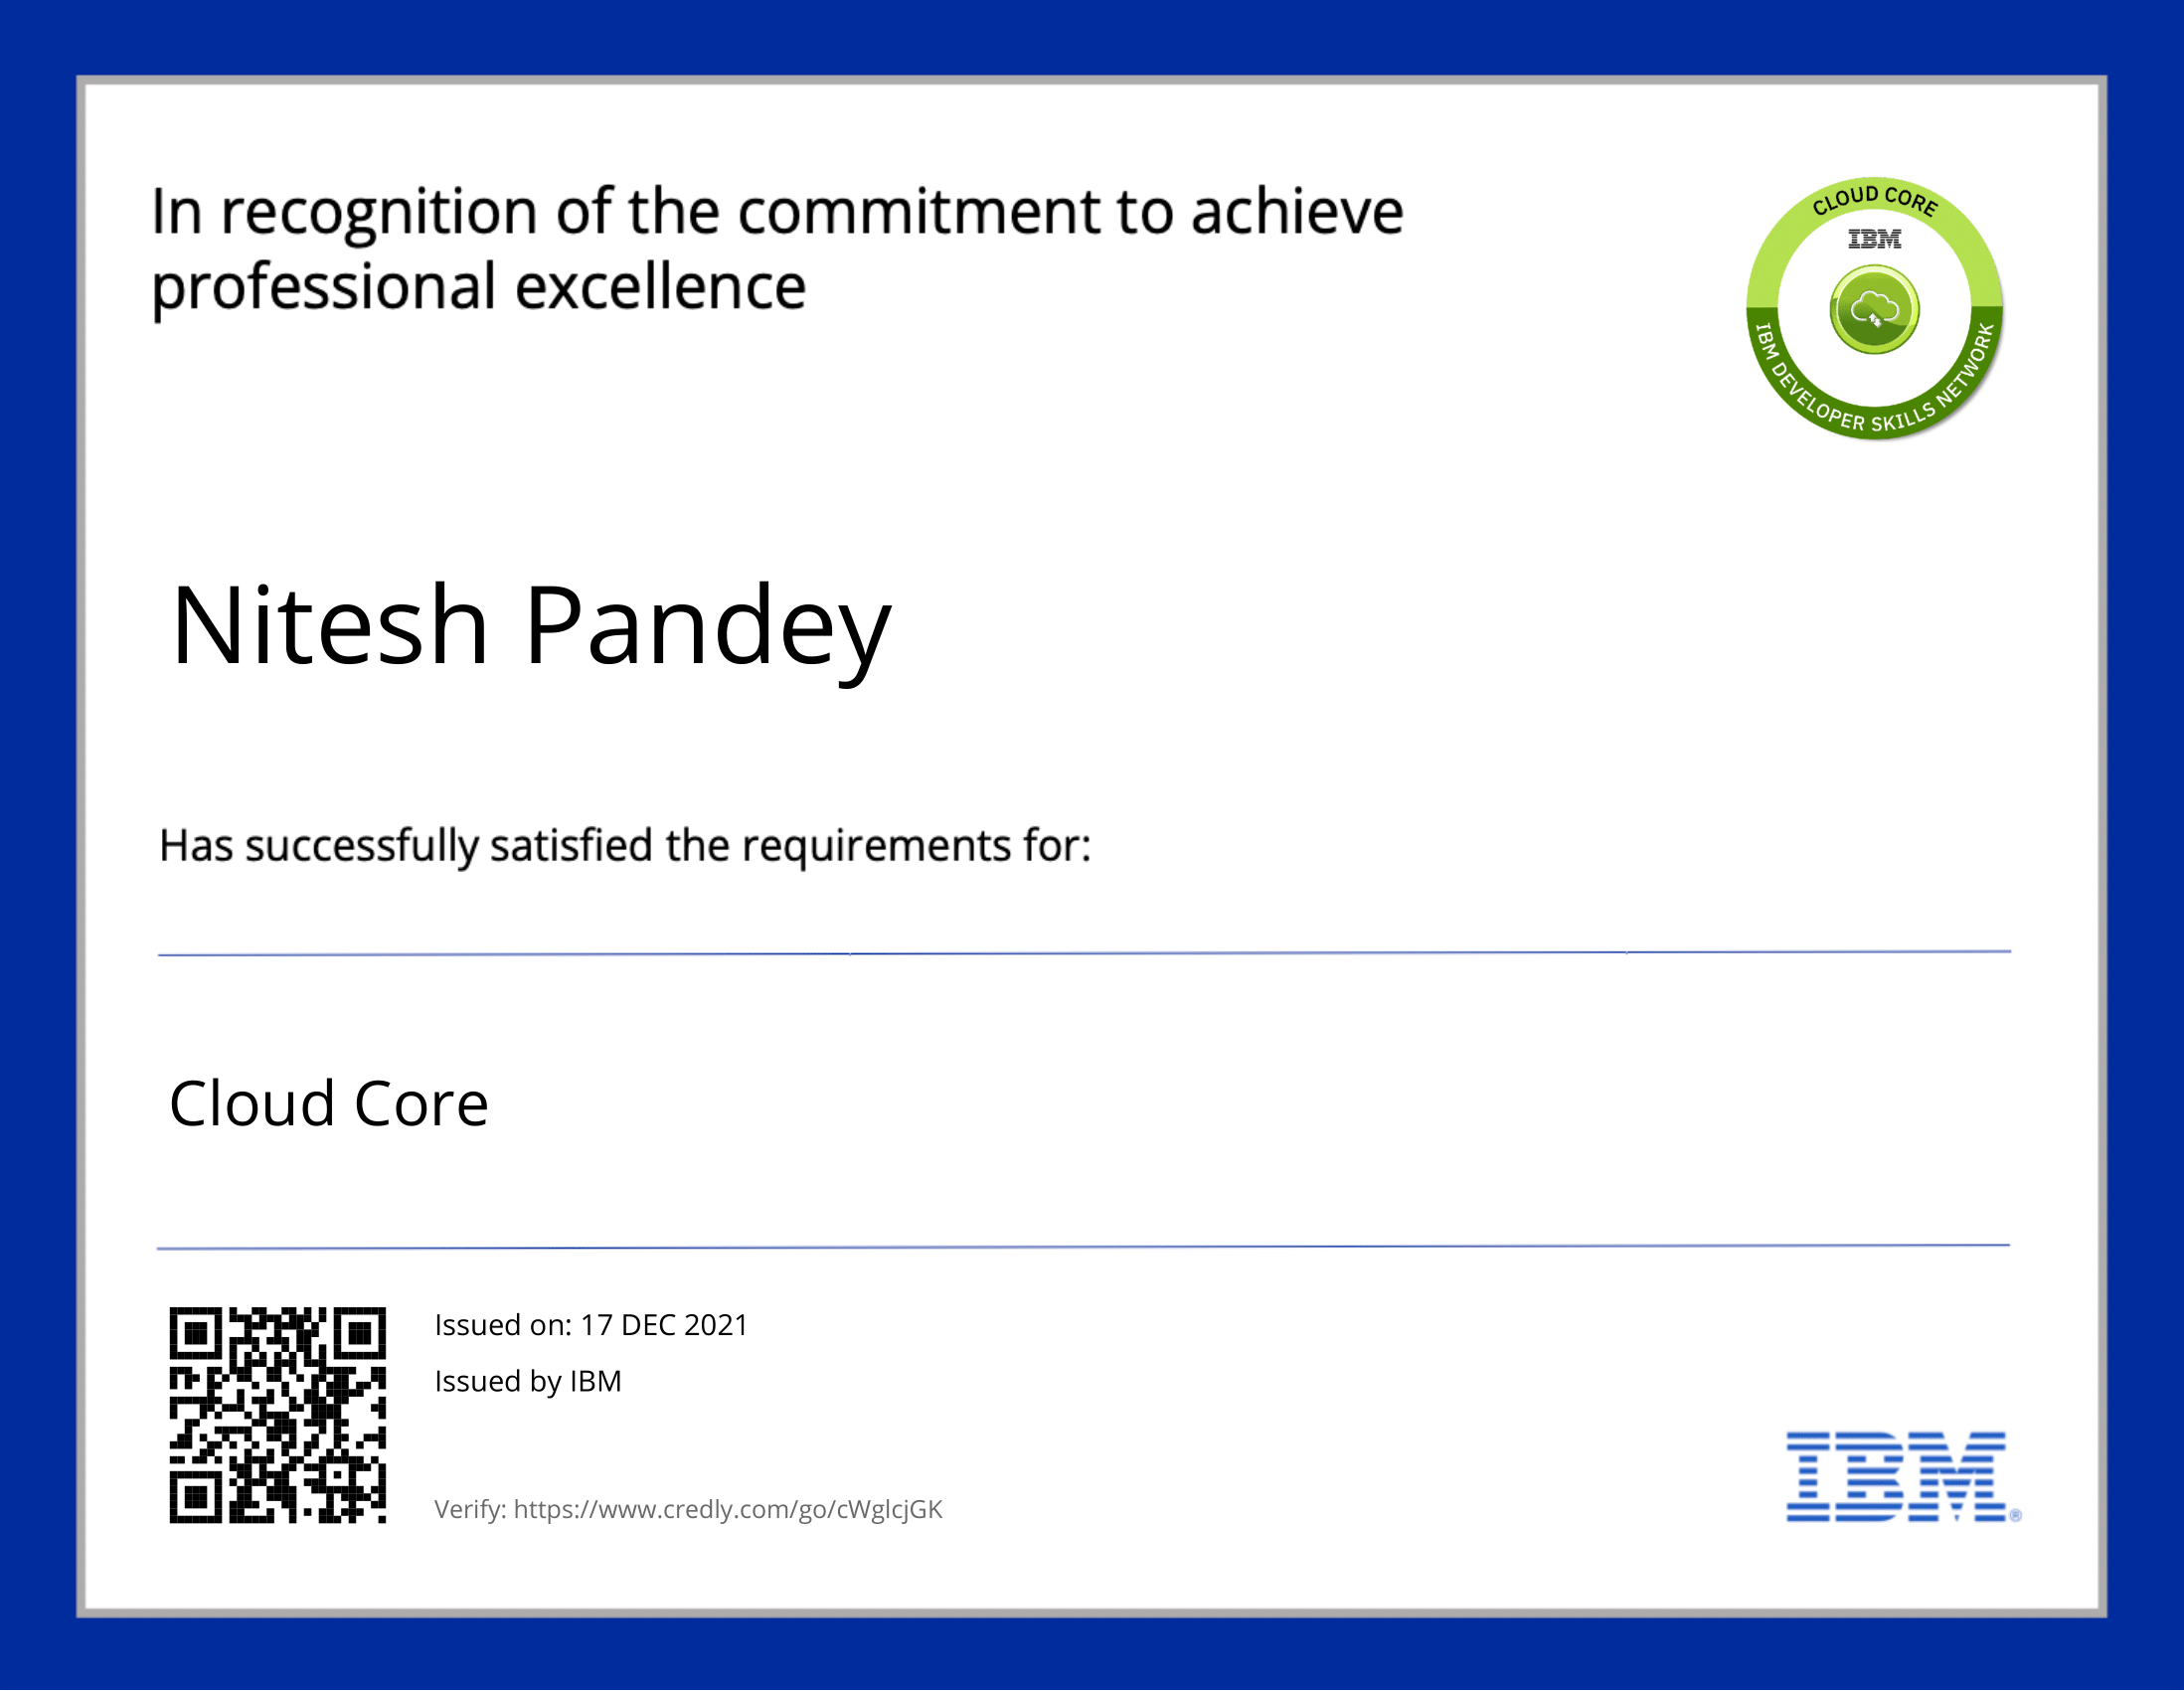 In recognition of the commitment to achieve
professional excellence
CLOUD CORE
IBM
IBM DEVELOPER SKILLS NETWORK
Nitesh Pandey
Has successfully satisfied the requirements for:
Cloud Core
Issued on: 17 DEC 2021
Issued by IBM
Verify: https://www.credly.com/go/cWglcjGK
IBM®